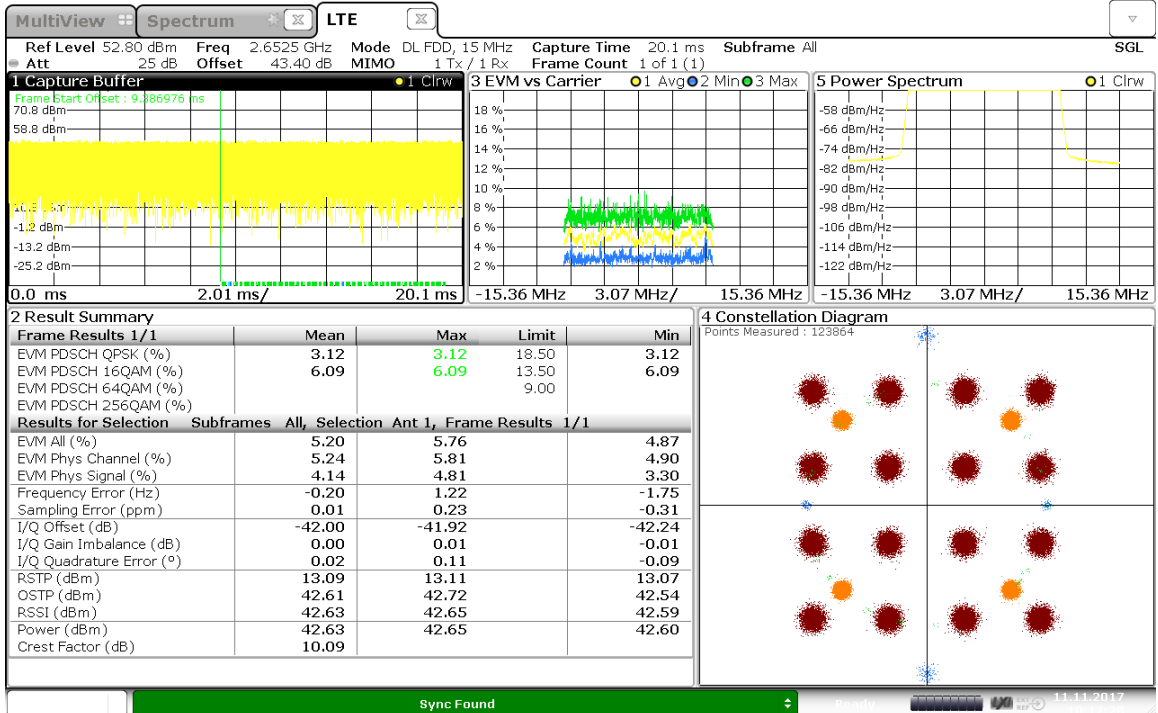 MultiView Spectrum LTE
Ref Level 52.80 dBm Freq 2.6525 GHz Mode DL FDD, 15 MHz Capture Time 20.1 ms Subframe All SGL
Att 25 dB Offset 43.40 dB MIMO 1 Tx / 1 Rx Frame Count 1 of 1 (1)
1 Capture Buffer 1 Clrw
Frame Start Offset : 9.386976 ms
70.8 dBm
58.8 dBm
-1.2 dBm
-13.2 dBm
-25.2 dBm
0.0 ms 2.01 ms/ 20.1 ms
3 EVM vs Carrier 1 Avg 2 Min 3 Max
18 %
16 %
14 %
12 %
10 %
8 %
6 %
4 %
2 %
-15.36 MHz 3.07 MHz/ 15.36 MHz
5 Power Spectrum 1 Clrw
-58 dBm/Hz
-66 dBm/Hz
-74 dBm/Hz
-82 dBm/Hz
-90 dBm/Hz
-98 dBm/Hz
-106 dBm/Hz
-114 dBm/Hz
-122 dBm/Hz
-15.36 MHz 3.07 MHz/ 15.36 MHz
2 Result Summary
Frame Results 1/1 Mean Max Limit Min
EVM PDSCH QPSK (%) 3.12 3.12 18.50 3.12
EVM PDSCH 16QAM (%) 6.09 6.09 13.50 6.09
EVM PDSCH 64QAM (%) 9.00
EVM PDSCH 256QAM (%)
Results for Selection Subframes All, Selection Ant 1, Frame Results 1/1
EVM All (%) 5.20 5.76 4.87
EVM Phys Channel (%) 5.24 5.81 4.90
EVM Phys Signal (%) 4.14 4.81 3.30
Frequency Error (Hz) -0.20 1.22 -1.75
Sampling Error (ppm) 0.01 0.23 -0.31
I/Q Offset (dB) -42.00 -41.92 -42.24
I/Q Gain Imbalance (dB) 0.00 0.01 -0.01
I/Q Quadrature Error (º) 0.02 0.11 -0.09
RSTP (dBm) 13.09 13.11 13.07
OSTP (dBm) 42.61 42.72 42.54
RSSI (dBm) 42.63 42.65 42.59
Power (dBm) 42.63 42.65 42.60
Crest Factor (dB) 10.09
4 Constellation Diagram
Points Measured : 123864
Sync Found
Ready
LXI EXT REF 11.11.2017